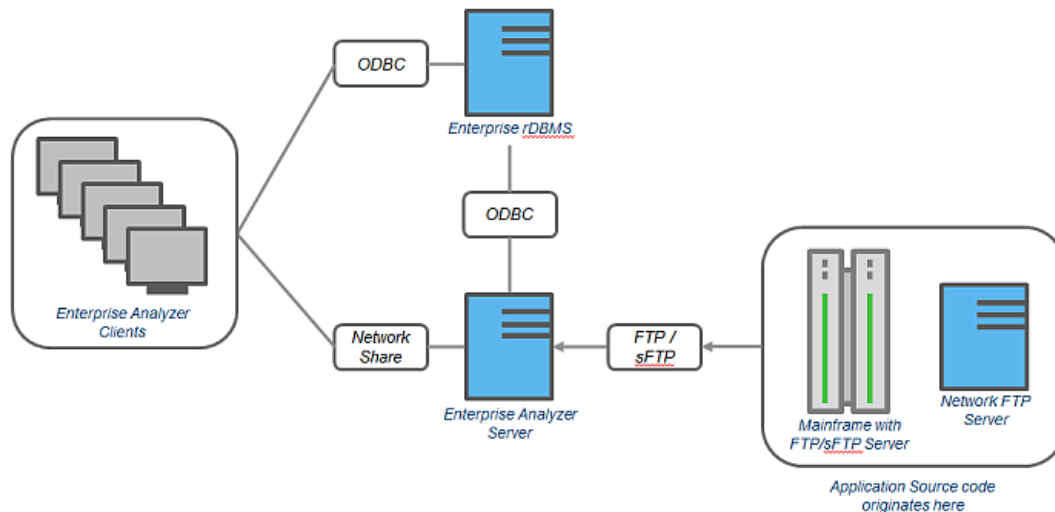 ODBC
Enterprise rDBMS
ODBC
Enterprise Analyzer
Clients
Network
Share
Enterprise Analyzer
Server
FTP /
sFTP
Mainframe with
FTP/sFTP Server
Network FTP
Server
Application Source code
originates here